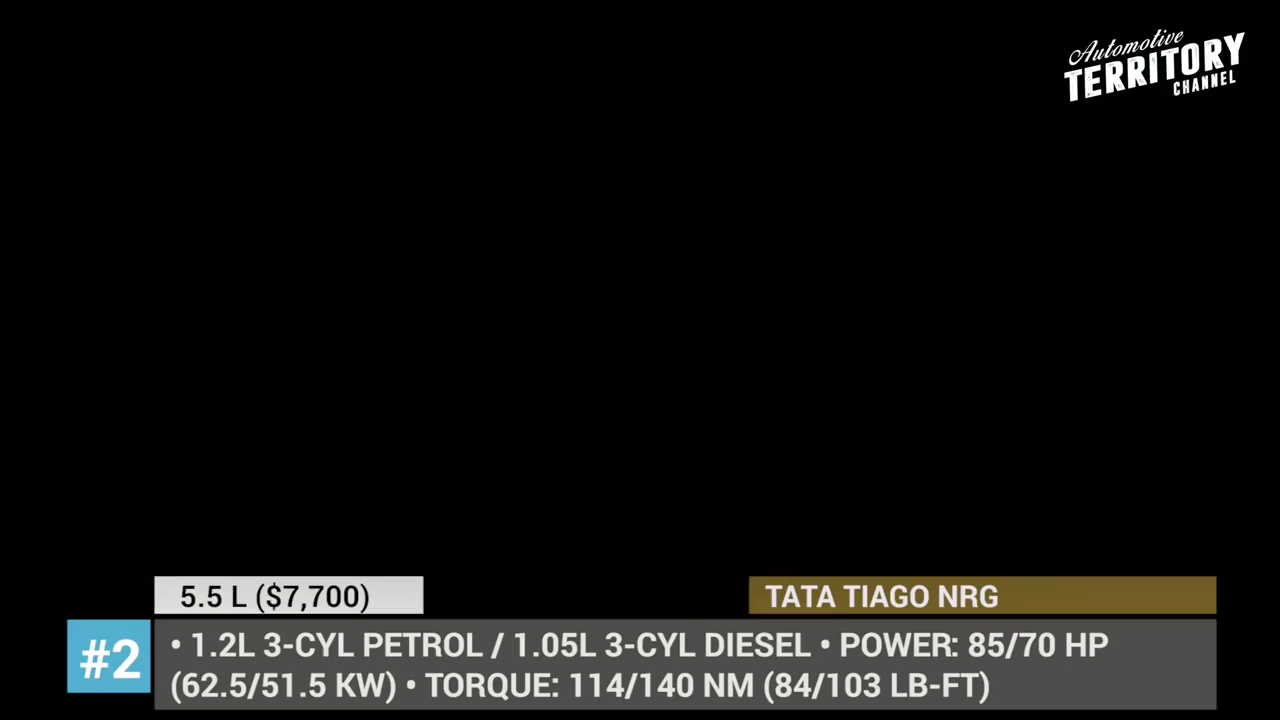 Automotive
TERRITORY
CHANNEL
5.5 L ($7,700)
TATA TIAGO NRG
#2
• 1.2L 3-CYL PETROL / 1.05L 3-CYL DIESEL • POWER: 85/70 HP
(62.5/51.5 KW) • TORQUE: 114/140 NM (84/103 LB-FT)